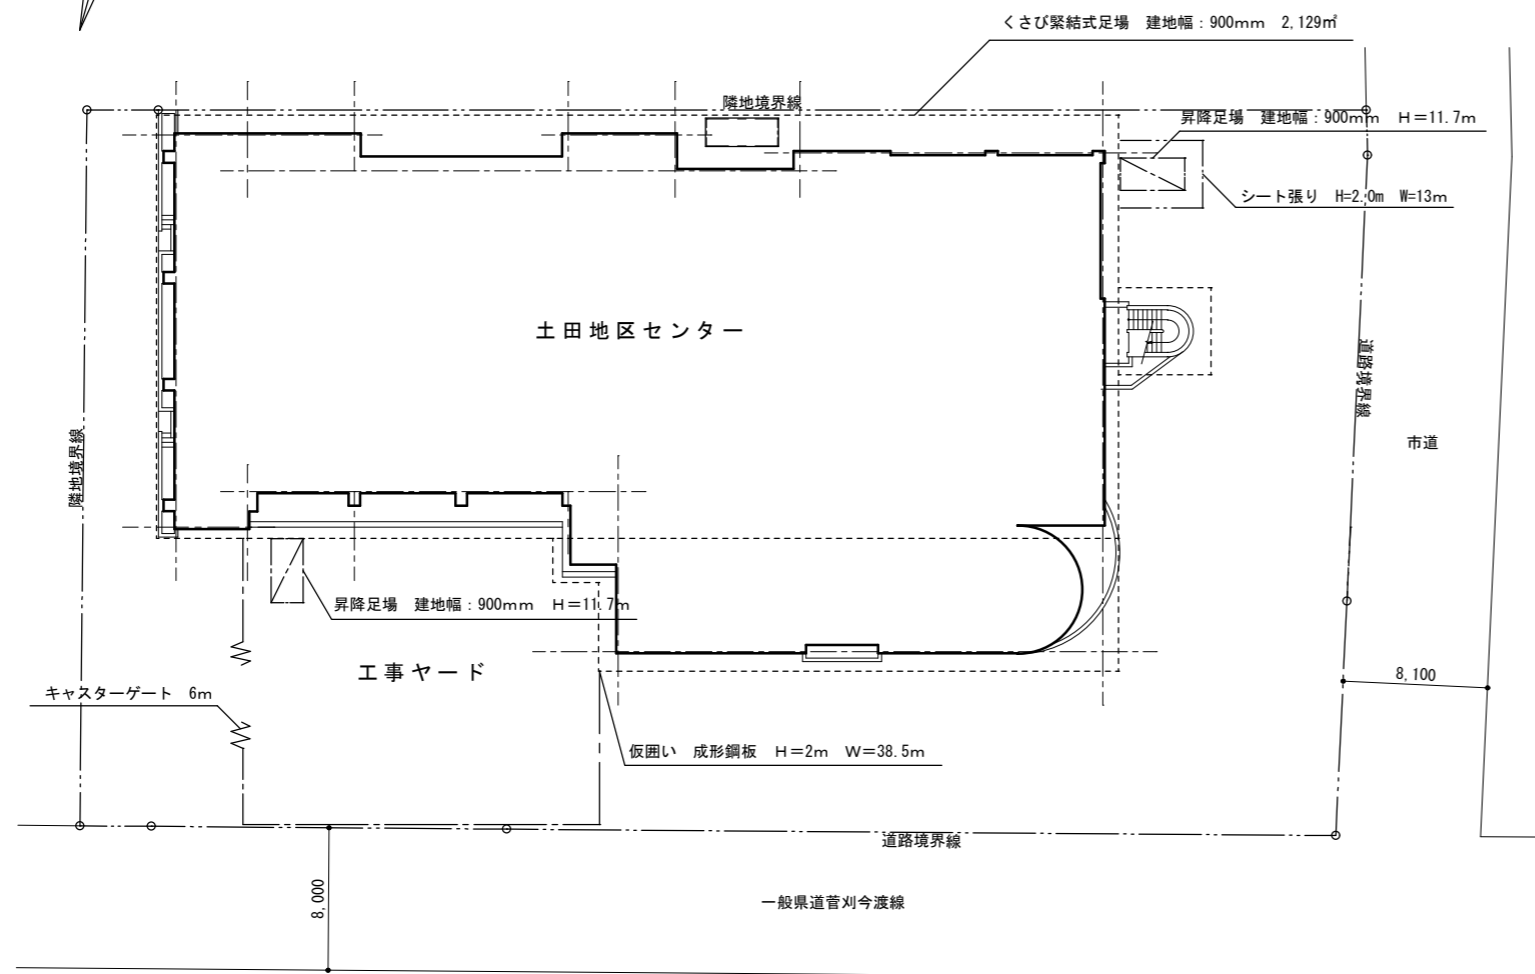 くさび緊結式足場　建地幅：900mm　2,129㎡
隣地境界線
昇降足場　建地幅：900mm　H＝11.7m
シート張り　H=2.0m　W=13m
土田地区センター
道路境界線
市道
隣地境界線
昇降足場　建地幅：900mm　H＝11.7m
工事ヤード
8,100
キャスターゲート　6m
仮囲い　成形鋼板　H＝2m　W=38.5m
道路境界線
8,000
一般県道菅刈今渡線